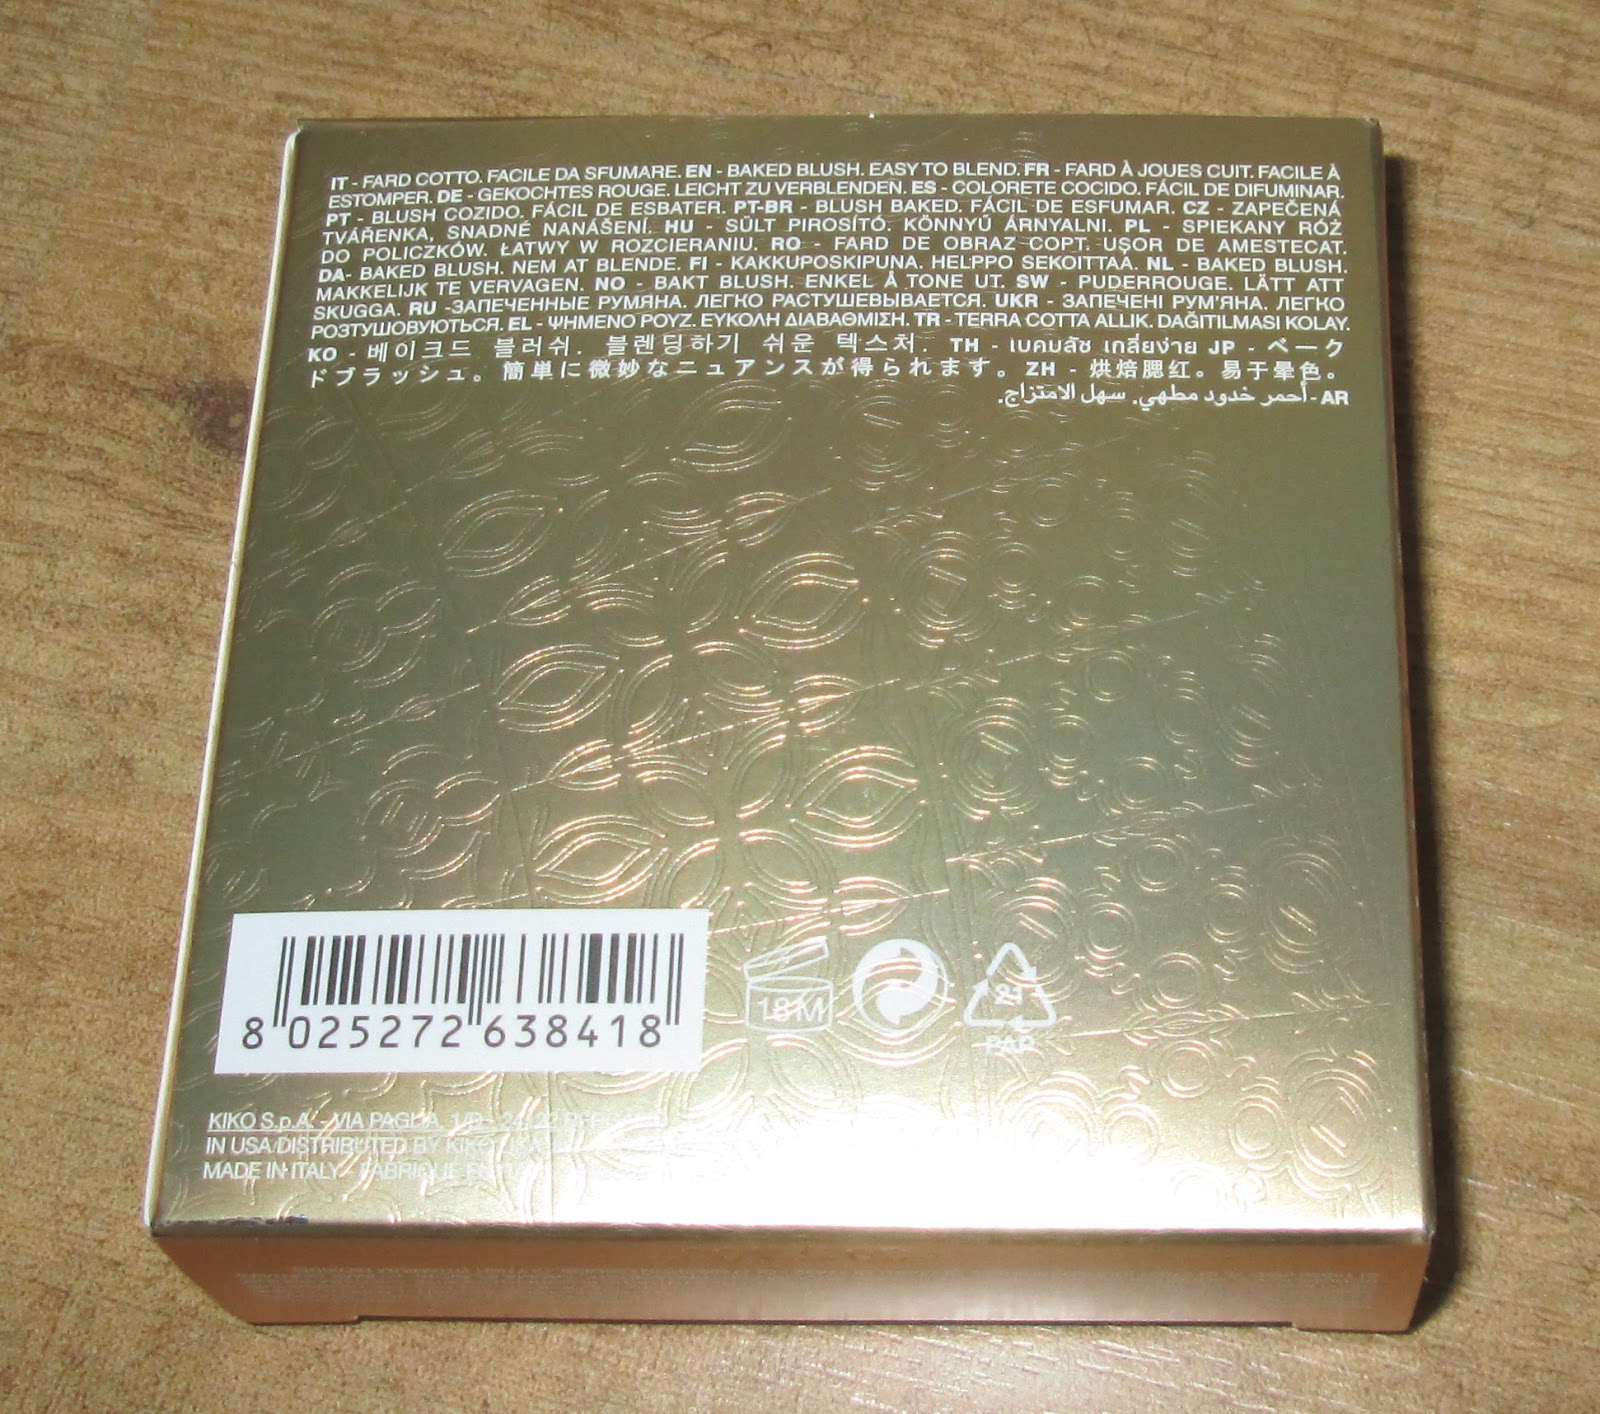 IT - FARD COTTO. FACILE DA SFUMARE. EN - BAKED BLUSH. EASY TO BLEND. FR - FARD À JOUES CUIT. FACILE À
ESTOMPER. DE - GEKOCHTES ROUGE. LEICHT ZU VERBLENDEN. ES - COLORETE COCIDO. FÁCIL DE DIFUMINAR.
PT - BLUSH COZIDO. FÁCIL DE ESBATER. PT-BR - BLUSH BAKED. FÁCIL DE ESFUMAR. CZ - ZAPEČENÁ
TVÁŘENKA, SNADNÉ NANÁŠENÍ. HU - SÜLT PIROSÍTÓ. KÖNNYŰ ÁRNYALNI. PL - SPIEKANY RÓŻ
DO POLICZKÓW. ŁATWY W ROZCIERANIU. RO - FARD DE OBRAZ COPT. UȘOR DE AMESTECAT.
DA- BAKED BLUSH. NEM AT BLENDE. FI - KAKKUPOSKIPUNA. HELPPO SEKOITTAA. NL - BAKED BLUSH.
MAKKELIJK TE VERVAGEN. NO - BAKT BLUSH. ENKEL Å TONE UT. SW - PUDERROUGE. LÄTT ATT
SKUGGA. RU -ЗАПЕЧЕННЫЕ РУМЯНА. ЛЕГКО РАСТУШЕВЫВАЕТСЯ. UKR - ЗАПЕЧЕНІ РУМ'ЯНА. ЛЕГКО
РОЗТУШОВУЮТЬСЯ. EL - ΨΗΜΕΝΟ ΡΟΥΖ. ΕΥΚΟΛΗ ΔΙΑΒΑΘΜΙΣΗ. TR - TERRA COTTA ALLIK. DAĞITILMASI KOLAY.
KO - 베이크드 블러쉬. 블렌딩하기 쉬운 텍스처. TH - เบคบลัช เกลี่ยง่าย JP - ベーク
ドブラッシュ。簡単に微妙なニュアンスが得られます。ZH - 烘焙腮红。易于晕色。
AR - أحمر خدود مطهي. سهل الامتزاج.
8 025272 638418
18 M
21
PAP
KIKO S.p.A. - VIA PAGLIA, 1/D -
IN USA DISTRIBUTED BY KIKO USA
MADE IN ITALY - FABRIQUÉ EN